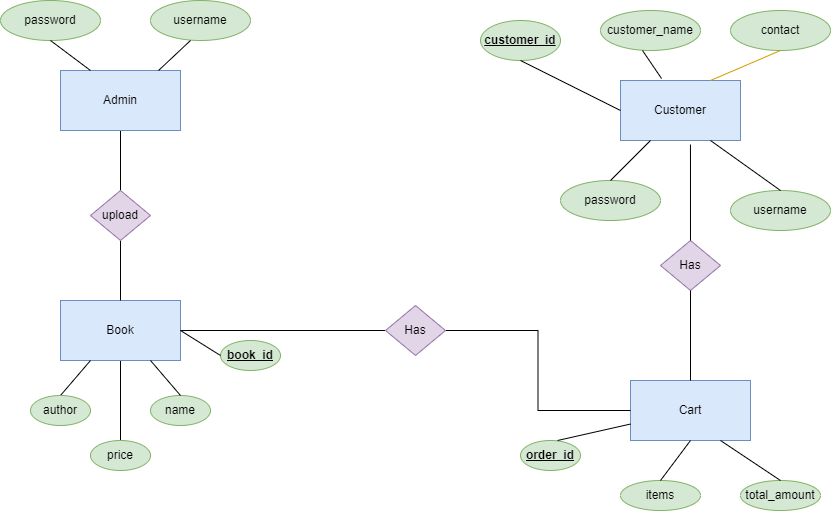 password
username
customer_id
customer_name
contact
Admin
Customer
password
username
upload
Has
Book
Has
book_id
author
name
price
Cart
order_id
items
total_amount